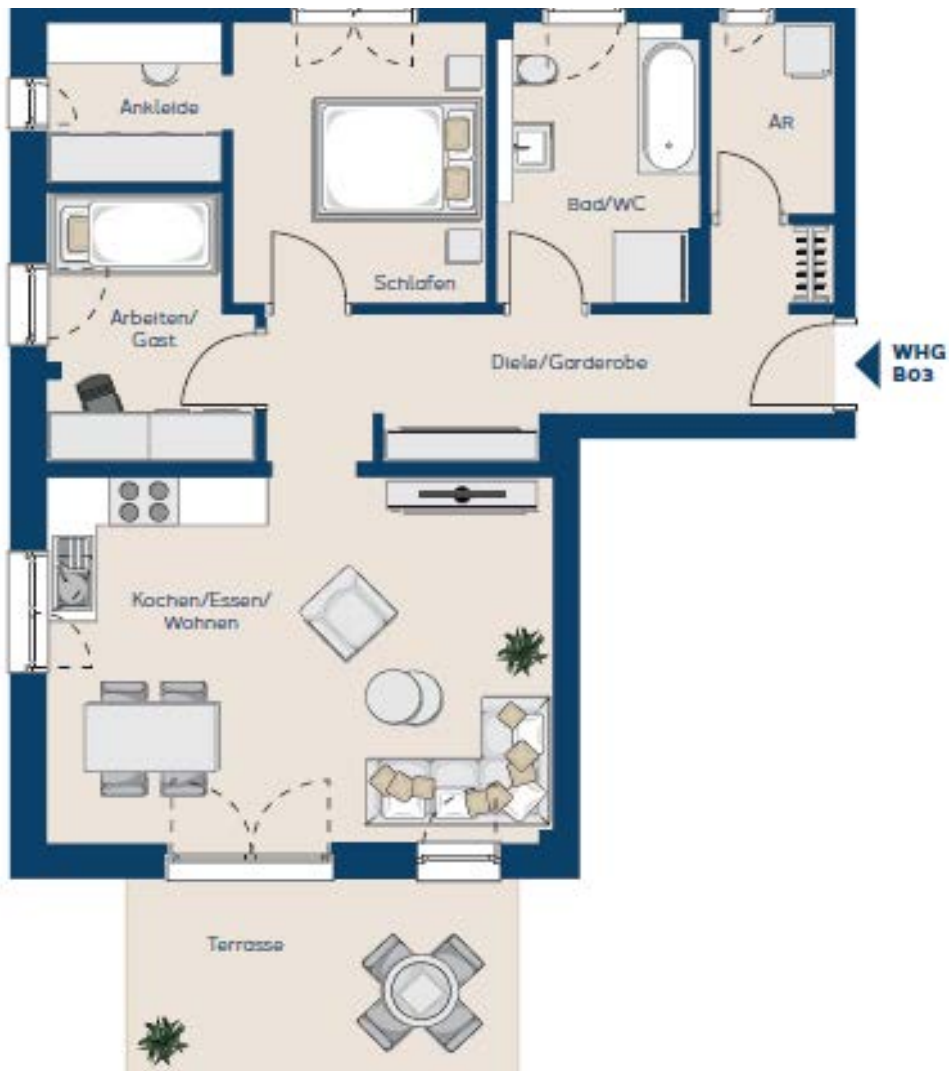 Ankleide
AR
Bad/WC
Schlafen
Arbeiten/
Gast
Diele/Garderobe
WHG
B03
Kochen/Essen/
Wohnen
Terrasse